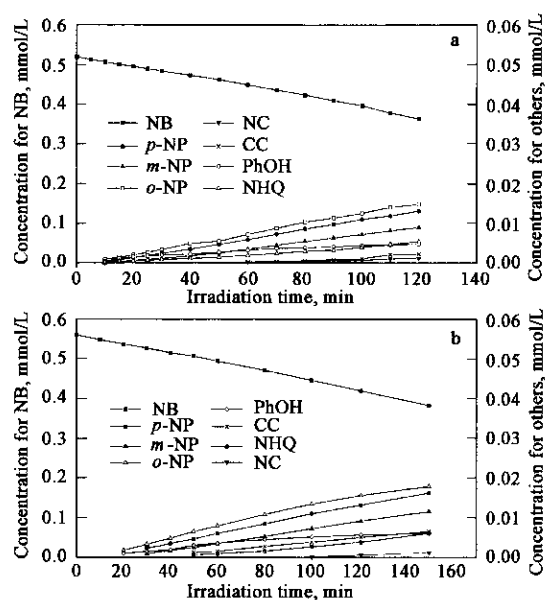 a
Concentration for NB, mmol/L
0.6
0.5
0.4
0.3
0.2
0.1
0.0
NB
p-NP
m-NP
o-NP
NC
CC
PhOH
NHQ
0.06
0.05
0.04
0.03
0.02
0.01
0.00
Concentration for others, mmol/L
0 20 40 60 80 100 120 140
Irradiation time, min
b
Concentration for NB, mmol/L
0.6
0.5
0.4
0.3
0.2
0.1
0.0
NB
p-NP
m-NP
o-NP
PhOH
CC
NHQ
NC
0.06
0.05
0.04
0.03
0.02
0.01
0.00
Concentration for others, mmol/L
0 20 40 60 80 100 120 140 160
Irradiation time, min